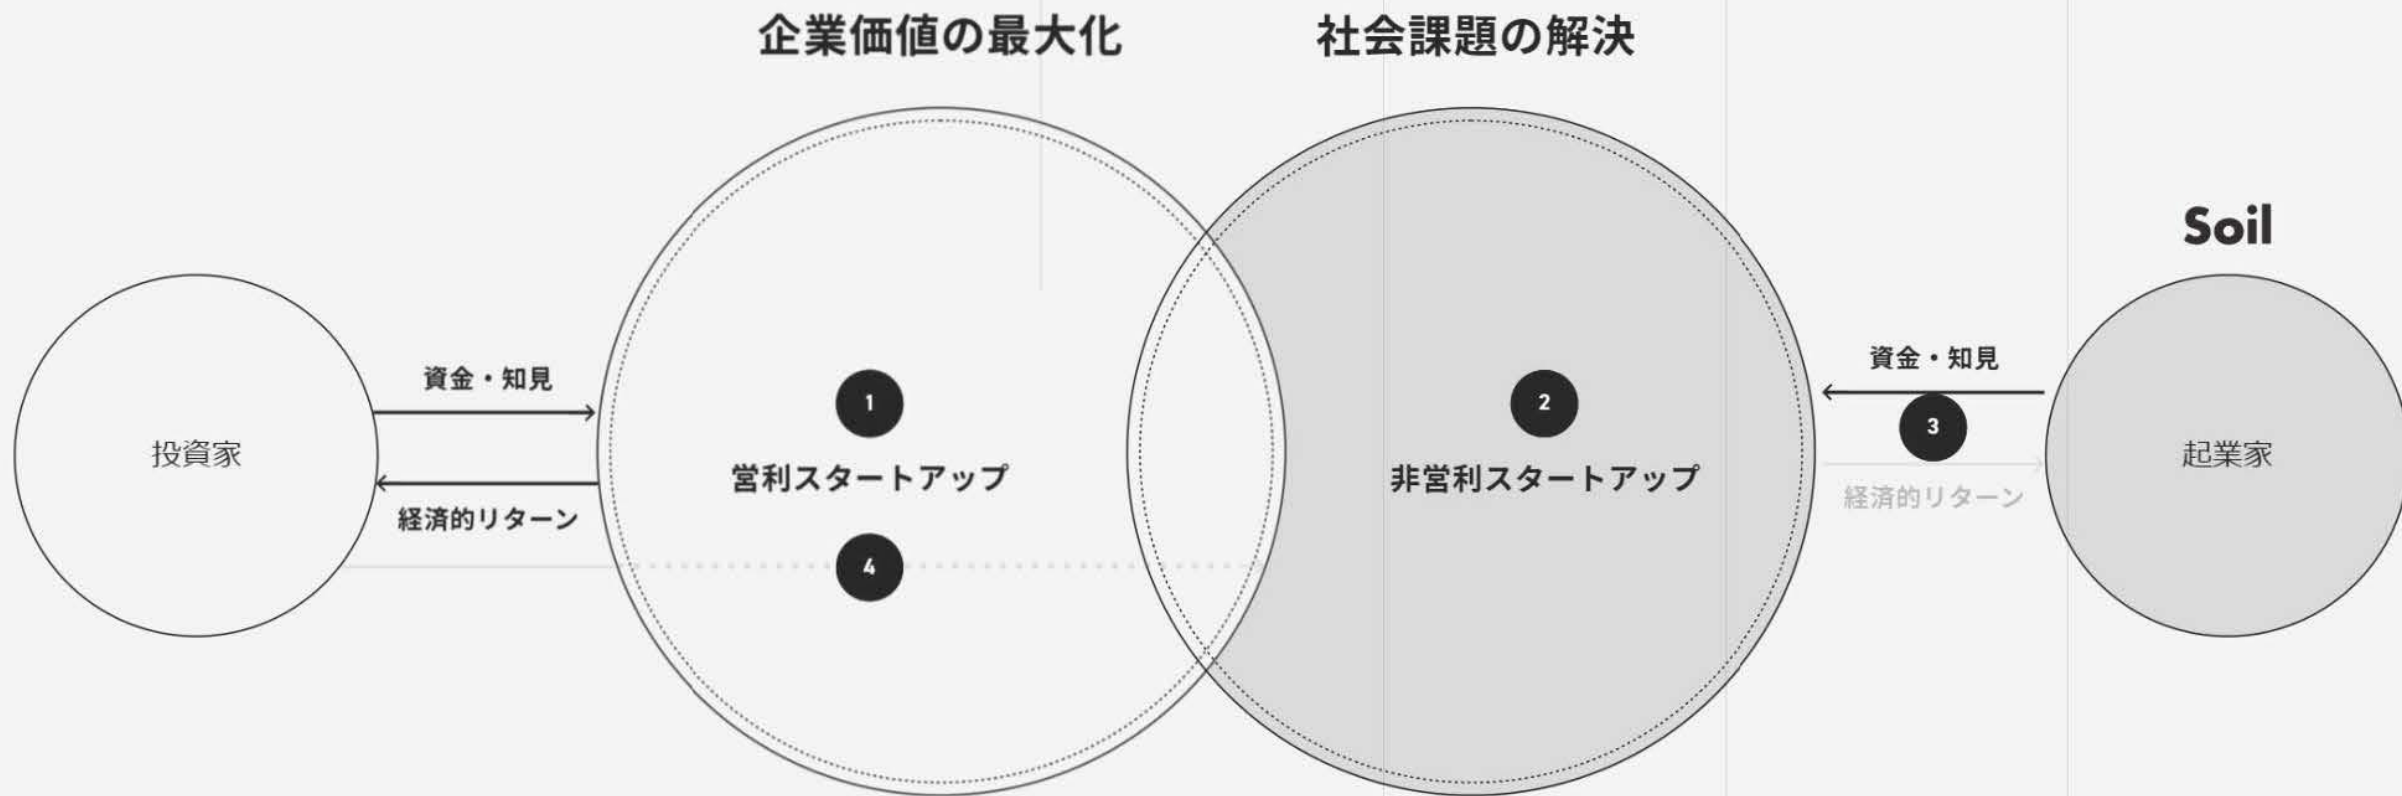 企業価値の最大化
社会課題の解決
Soil
投資家
資金・知見
経済的リターン
1
営利スタートアップ
4
2
非営利スタートアップ
資金・知見
3
経済的リターン
起業家